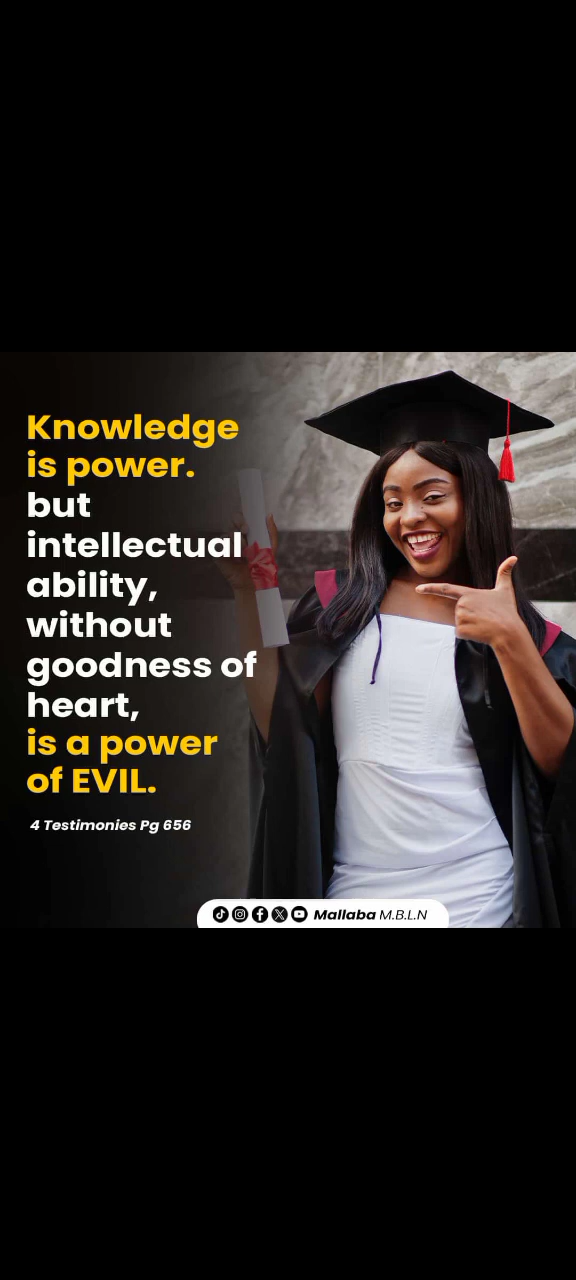 Knowledge
is power.
but
intellectual
ability,
without
goodness of
heart,
is a power
of EVIL.
4 Testimonies Pg 656
Mallaba M.B.L.N